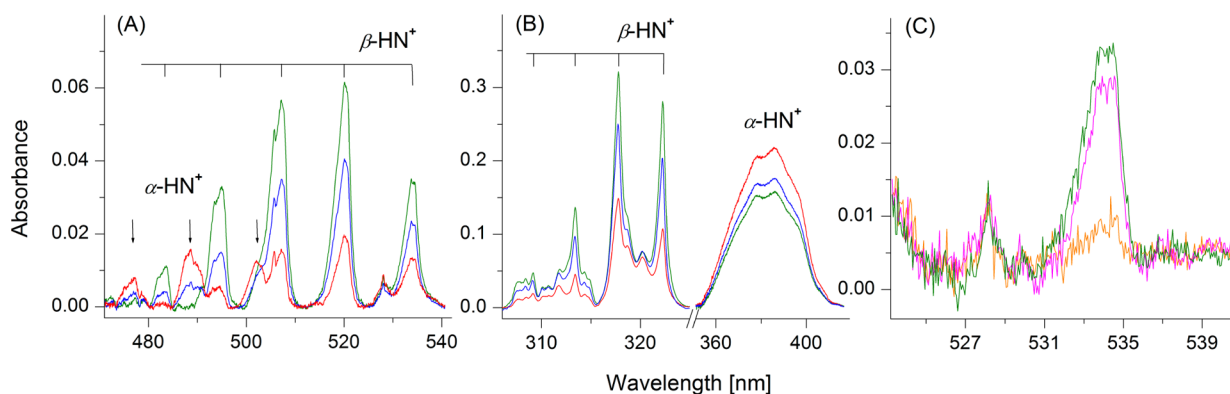 (A)
β-HN⁺
α-HN⁺
0.06
0.04
0.02
0.00
480 500 520 540
Absorbance
(B)
β-HN⁺
α-HN⁺
0.3
0.2
0.1
0.0
310 320 360 400
Wavelength [nm]
(C)
0.03
0.02
0.01
0.00
527 531 535 539